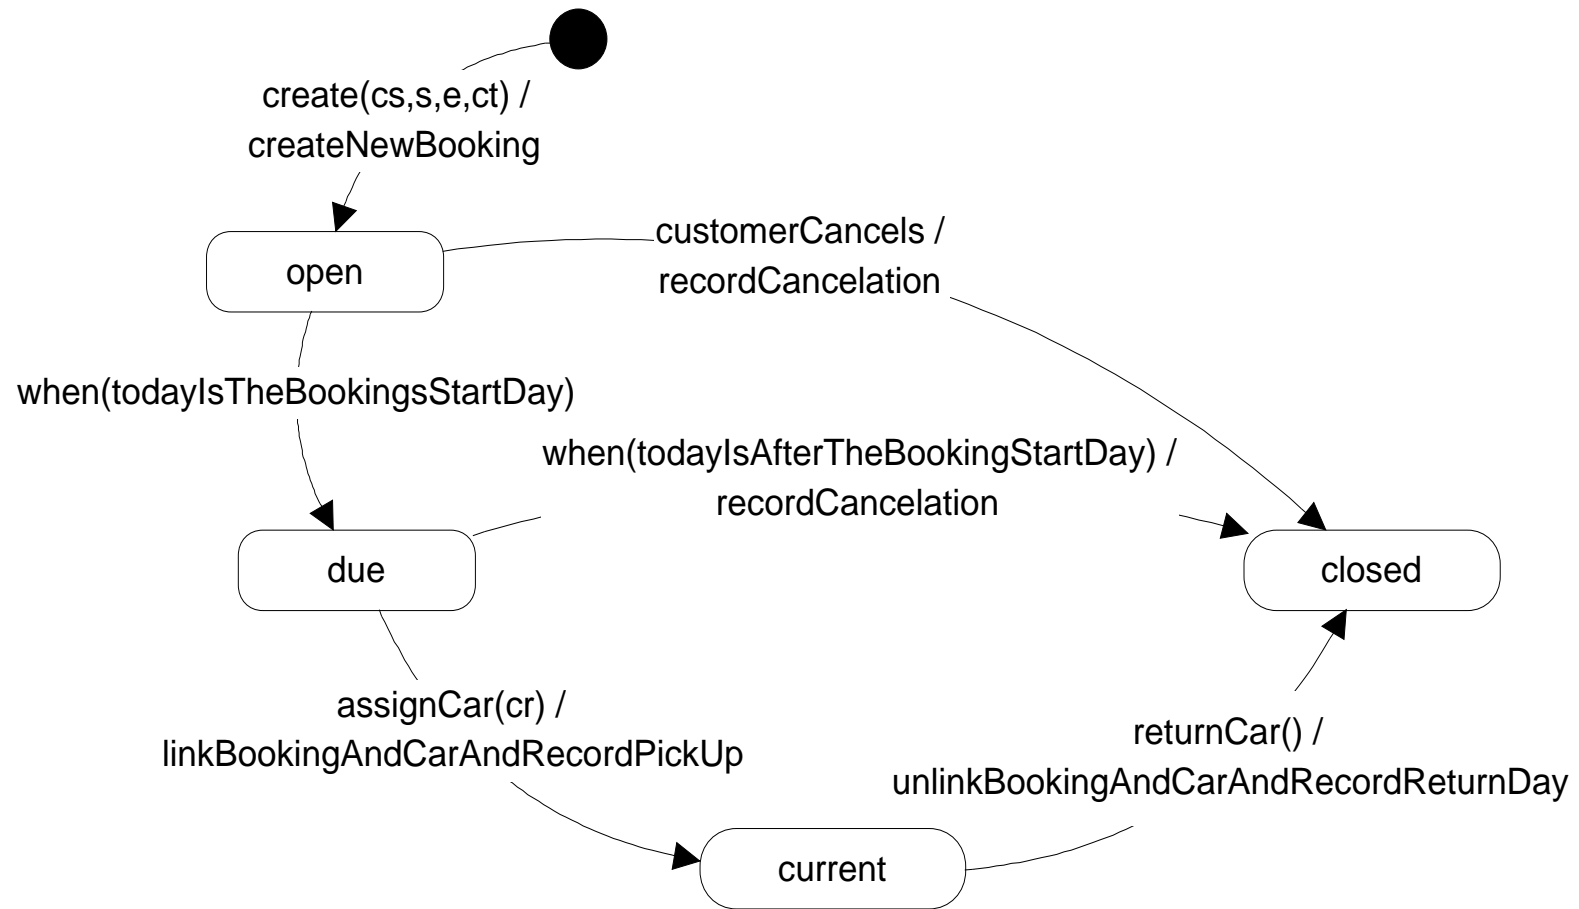 create(cs,s,e,ct) /
createNewBooking
customerCancels /
recordCancelation
open
when(todayIsTheBookingsStartDay)
when(todayIsAfterTheBookingStartDay) /
recordCancelation
due
closed
assignCar(cr) /
linkBookingAndCarAndRecordPickUp
returnCar() /
unlinkBookingAndCarAndRecordReturnDay
current